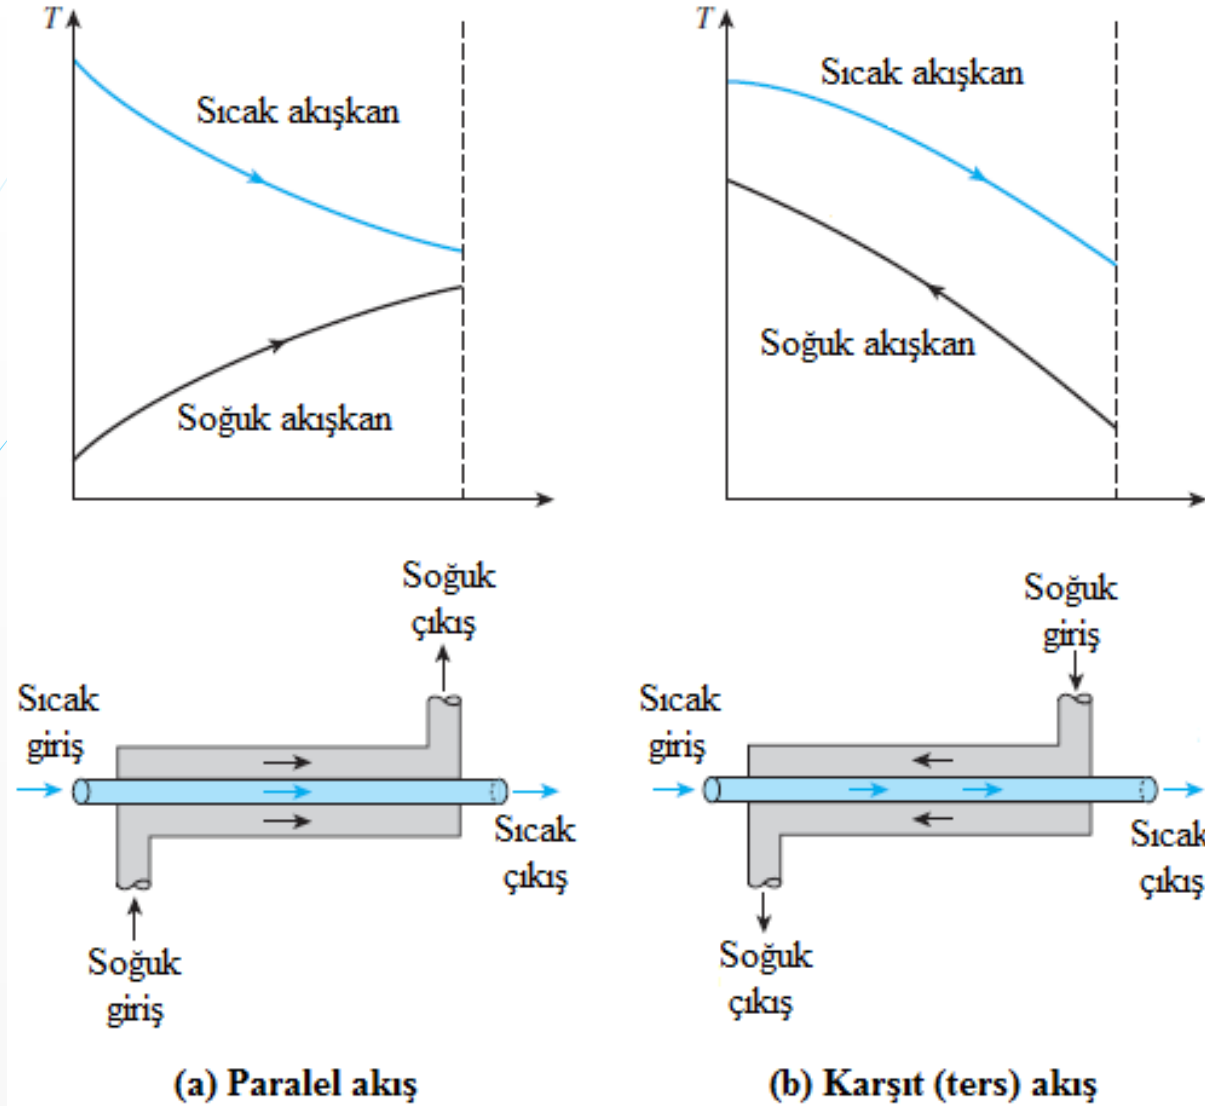 T
Sıcak akışkan
Soğuk akışkan
Soğuk
çıkış
Sıcak
giriş
Sıcak
çıkış
Soğuk
giriş
(a) Paralel akış
T
Sıcak akışkan
Soğuk akışkan
Soğuk
giriş
Sıcak
giriş
Sıcak
çıkış
Soğuk
çıkış
(b) Karşıt (ters) akış